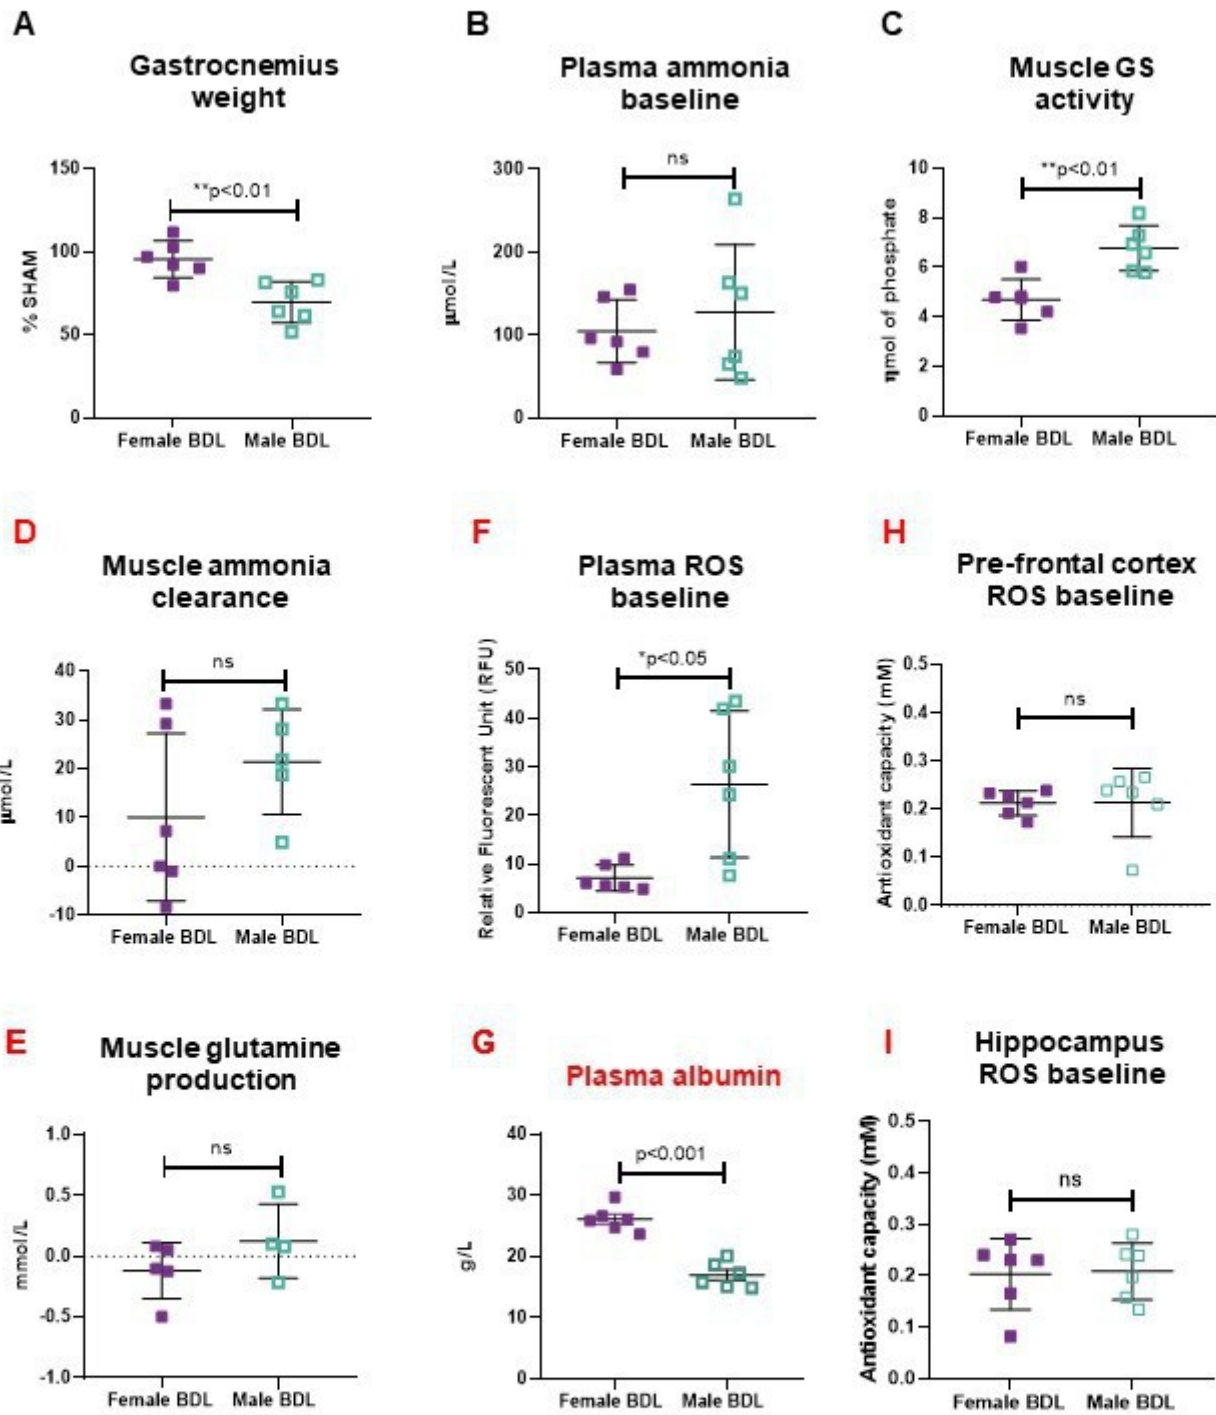 A
Gastrocnemius
weight
% SHAM
150
100
50
0
**p<0.01
Female BDL
Male BDL
B
Plasma ammonia
baseline
μmol/L
300
200
100
0
ns
Female BDL
Male BDL
C
Muscle GS
activity
ηmol of phosphate
10
8
6
4
2
0
**p<0.01
Female BDL
Male BDL
D
Muscle ammonia
clearance
μmol/L
40
30
20
10
0
-10
ns
Female BDL
Male BDL
F
Plasma ROS
baseline
Relative Fluorescent Unit (RFU)
50
40
30
20
10
0
*p<0.05
Female BDL
Male BDL
H
Pre-frontal cortex
ROS baseline
Antioxidant capacity (mM)
0.5
0.4
0.3
0.2
0.1
0.0
ns
Female BDL
Male BDL
E
Muscle glutamine
production
mmol/L
1.0
0.5
0.0
-0.5
-1.0
ns
Female BDL
Male BDL
G
Plasma albumin
g/L
40
30
20
10
0
p<0.001
Female BDL
Male BDL
I
Hippocampus
ROS baseline
Antioxidant capacity (mM)
0.5
0.4
0.3
0.2
0.1
0.0
ns
Female BDL
Male BDL